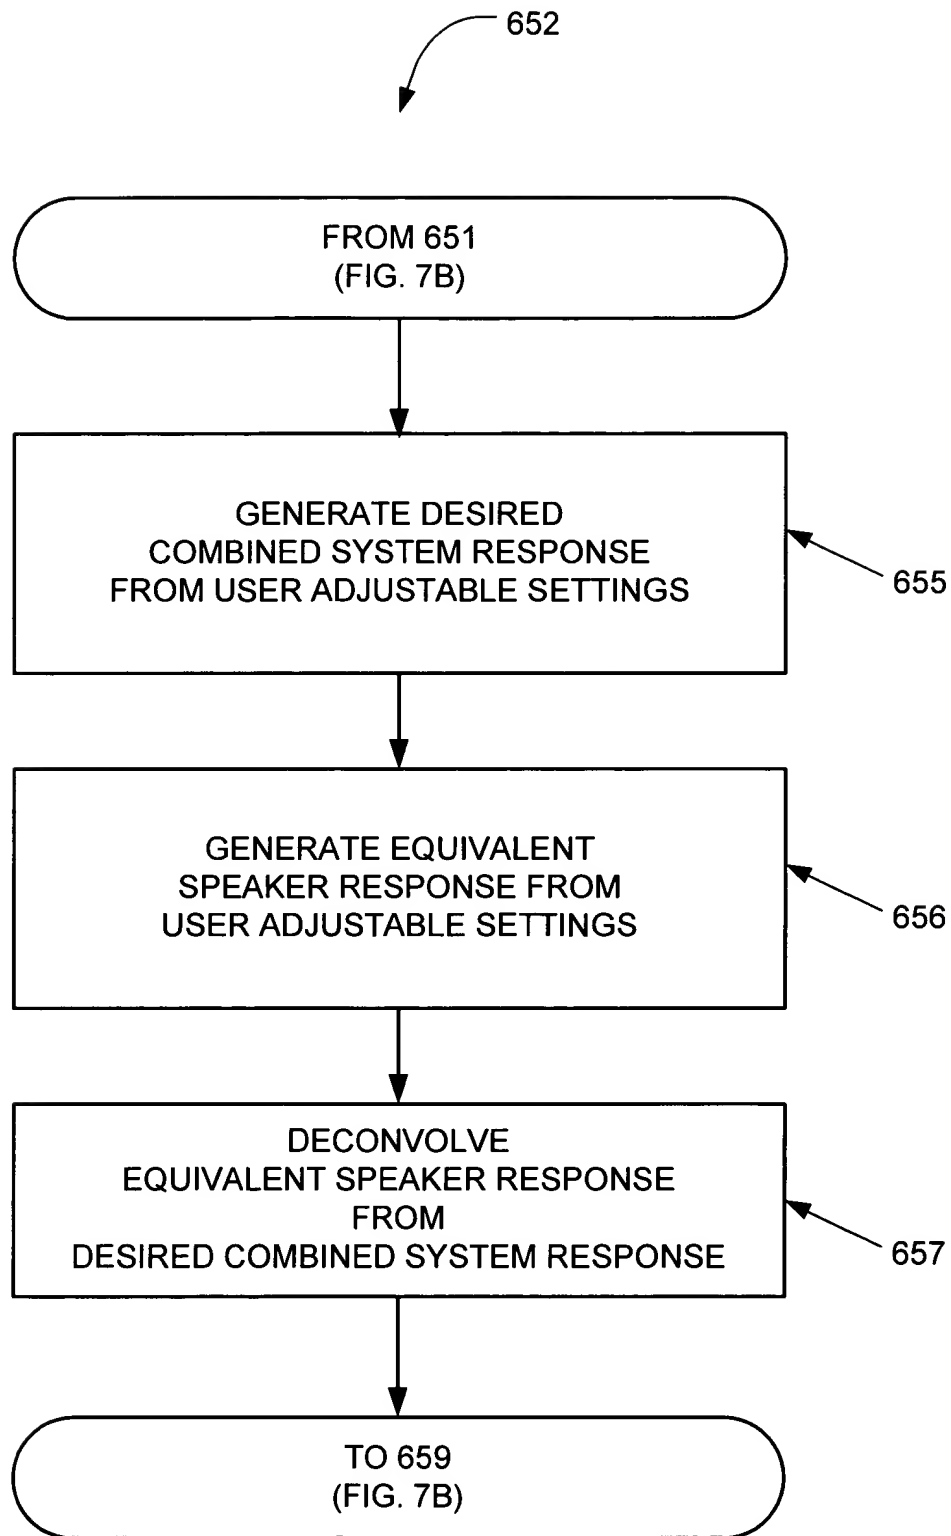 652
FROM 651
(FIG. 7B)
GENERATE DESIRED
COMBINED SYSTEM RESPONSE
FROM USER ADJUSTABLE SETTINGS
655
GENERATE EQUIVALENT
SPEAKER RESPONSE FROM
USER ADJUSTABLE SETTINGS
656
DECONVOLVE
EQUIVALENT SPEAKER RESPONSE
FROM
DESIRED COMBINED SYSTEM RESPONSE
657
TO 659
(FIG. 7B)